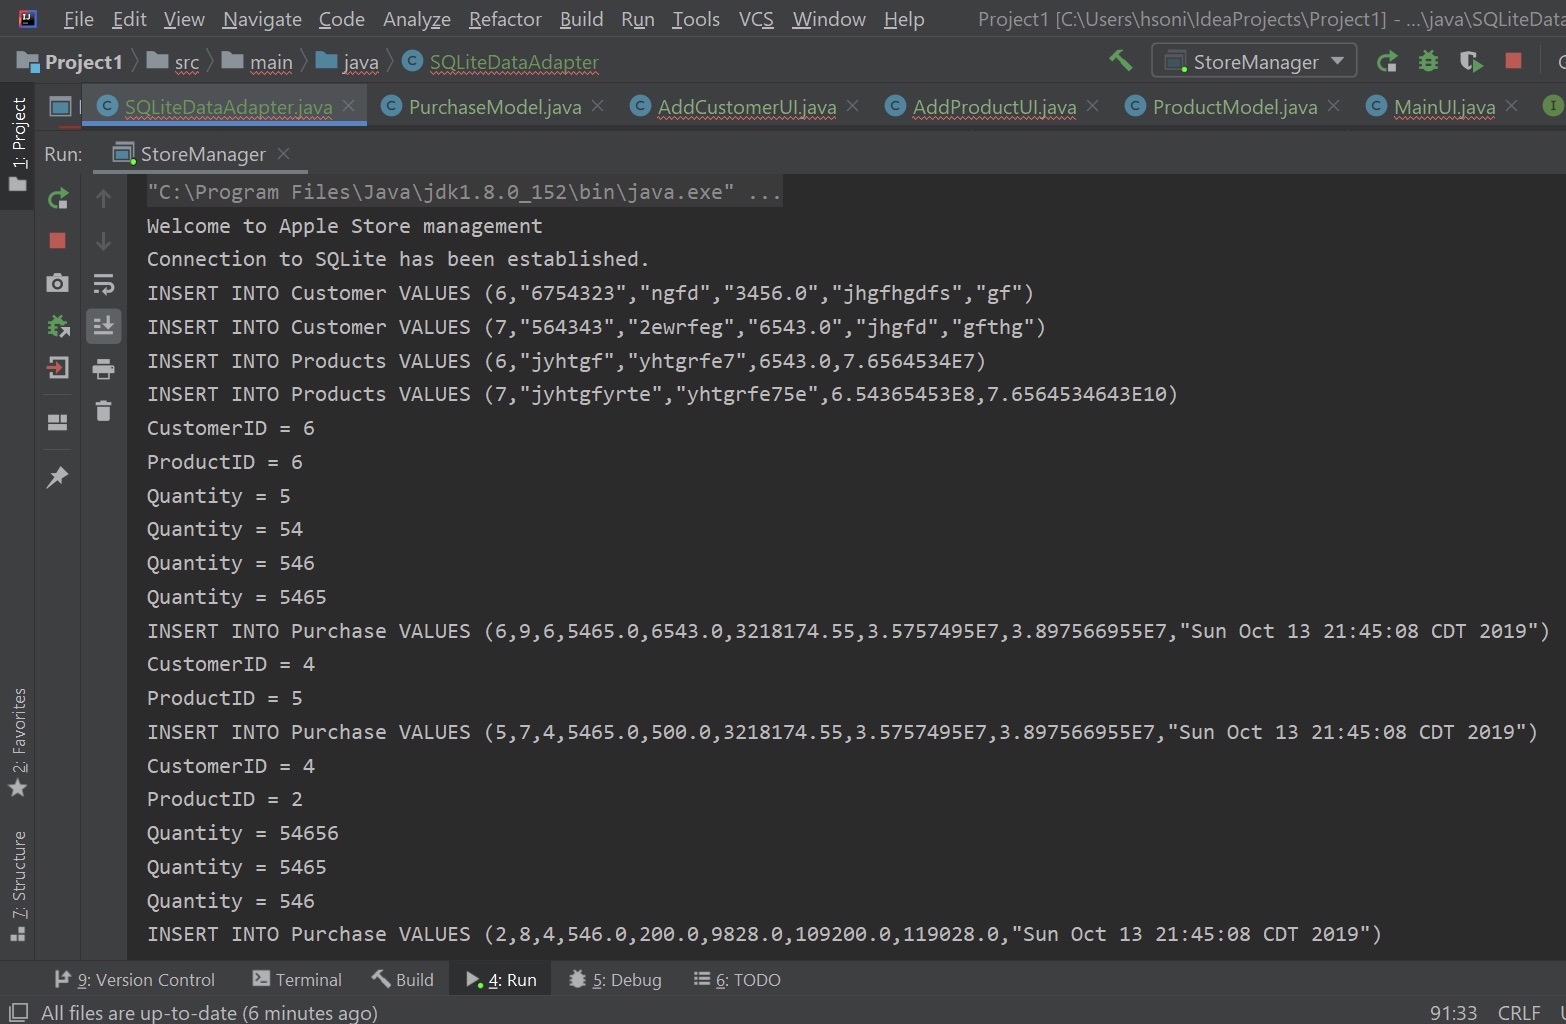 File Edit View Navigate Code Analyze Refactor Build Run Tools VCS Window Help Project1 [C:\Users\hsoni\IdeaProjects\Project1] - ...\java\SQLiteData
Project1 src main java SQLiteDataAdapter StoreManager
SQLiteDataAdapter.java PurchaseModel.java AddCustomerUI.java AddProductUI.java ProductModel.java MainUI.java
1: Project
Run: StoreManager
"C:\Program Files\Java\jdk1.8.0_152\bin\java.exe" ...
Welcome to Apple Store management
Connection to SQLite has been established.
INSERT INTO Customer VALUES (6,"6754323","ngfd","3456.0","jhgfhgdfs","gf")
INSERT INTO Customer VALUES (7,"564343","2ewrfeg","6543.0","jhgfd","gfthg")
INSERT INTO Products VALUES (6,"jyhtgf","yhtgrfe7",6543.0,7.6564534E7)
INSERT INTO Products VALUES (7,"jyhtgfyrte","yhtgrfe75e",6.54365453E8,7.6564534643E10)
CustomerID = 6
ProductID = 6
Quantity = 5
Quantity = 54
Quantity = 546
Quantity = 5465
INSERT INTO Purchase VALUES (6,9,6,5465.0,6543.0,3218174.55,3.5757495E7,3.897566955E7,"Sun Oct 13 21:45:08 CDT 2019")
CustomerID = 4
ProductID = 5
INSERT INTO Purchase VALUES (5,7,4,5465.0,500.0,3218174.55,3.5757495E7,3.897566955E7,"Sun Oct 13 21:45:08 CDT 2019")
CustomerID = 4
ProductID = 2
Quantity = 54656
Quantity = 5465
Quantity = 546
INSERT INTO Purchase VALUES (2,8,4,546.0,200.0,9828.0,109200.0,119028.0,"Sun Oct 13 21:45:08 CDT 2019")
2: Favorites
7: Structure
9: Version Control Terminal Build 4: Run 5: Debug 6: TODO
All files are up-to-date (6 minutes ago) 91:33 CRLF